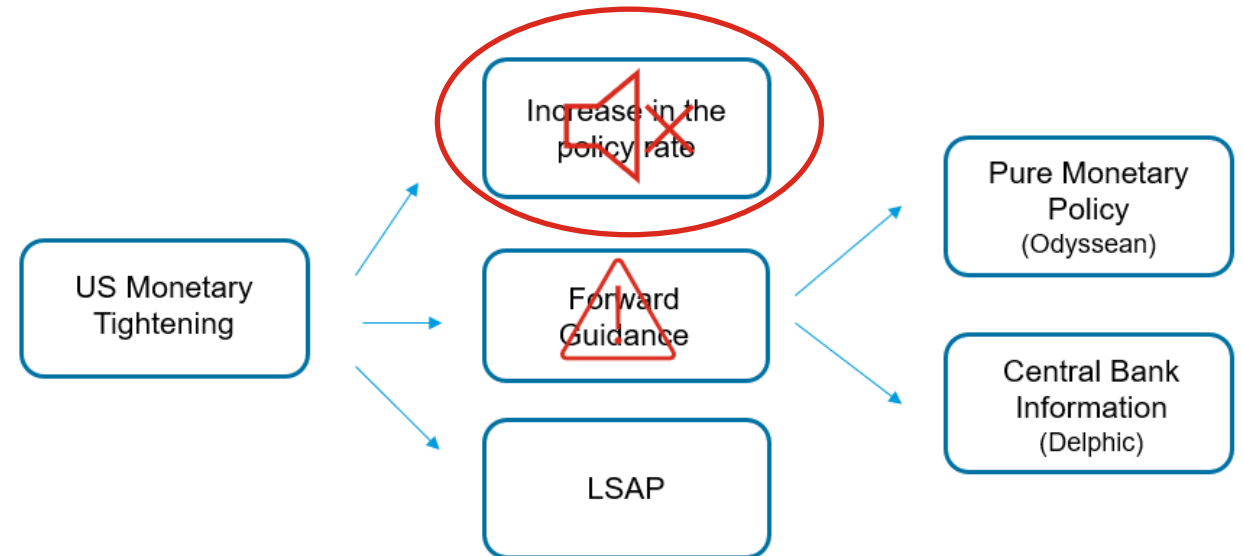 Increase in the
policy rate
Pure Monetary
Policy
(Odyssean)
US Monetary
Tightening
Forward
Guidance
Central Bank
Information
(Delphic)
LSAP